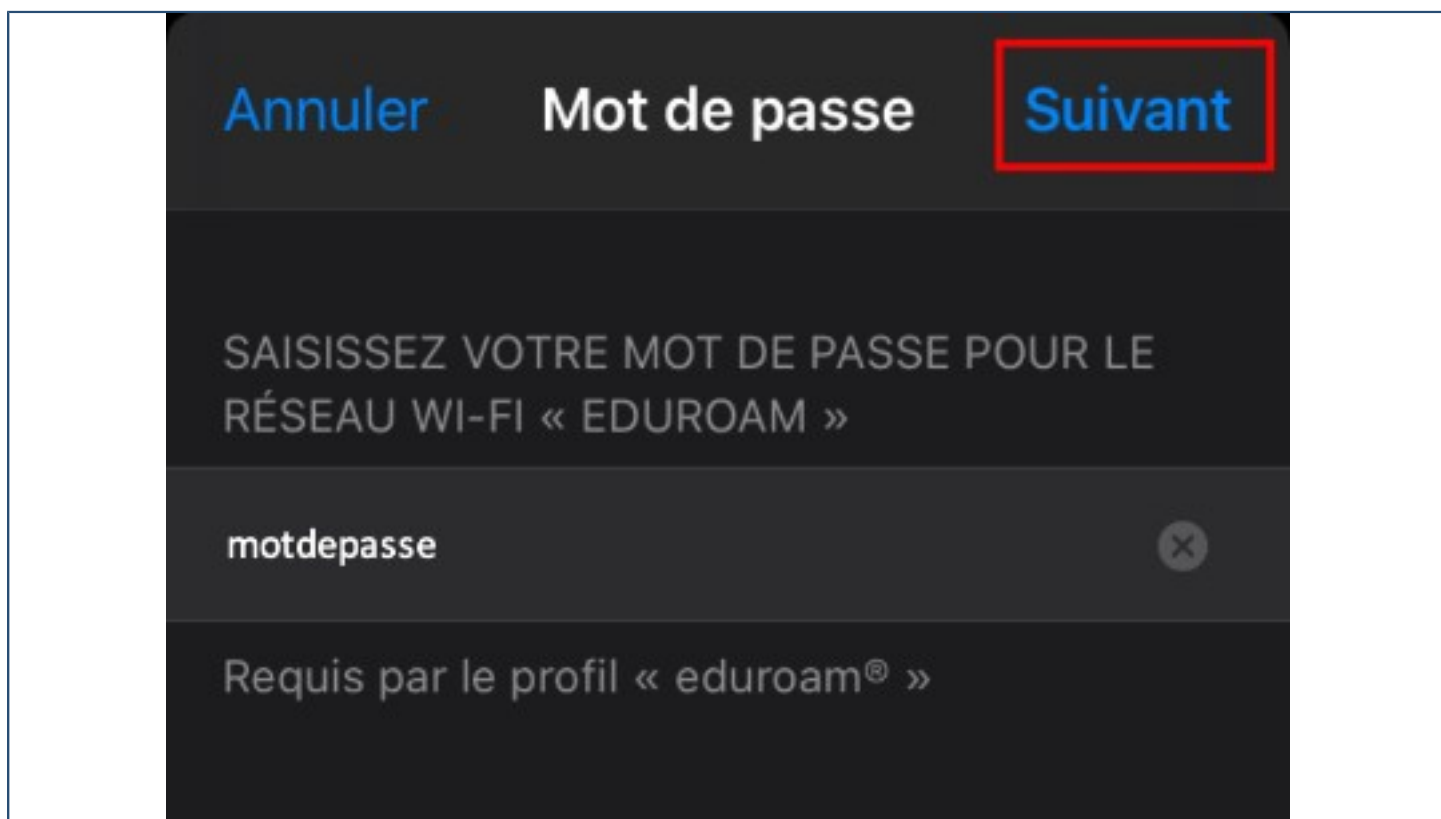 Annuler Mot de passe Suivant
SAISISSEZ VOTRE MOT DE PASSE POUR LE
RÉSEAU WI-FI « EDUROAM »
motdepasse
Requis par le profil « eduroam® »